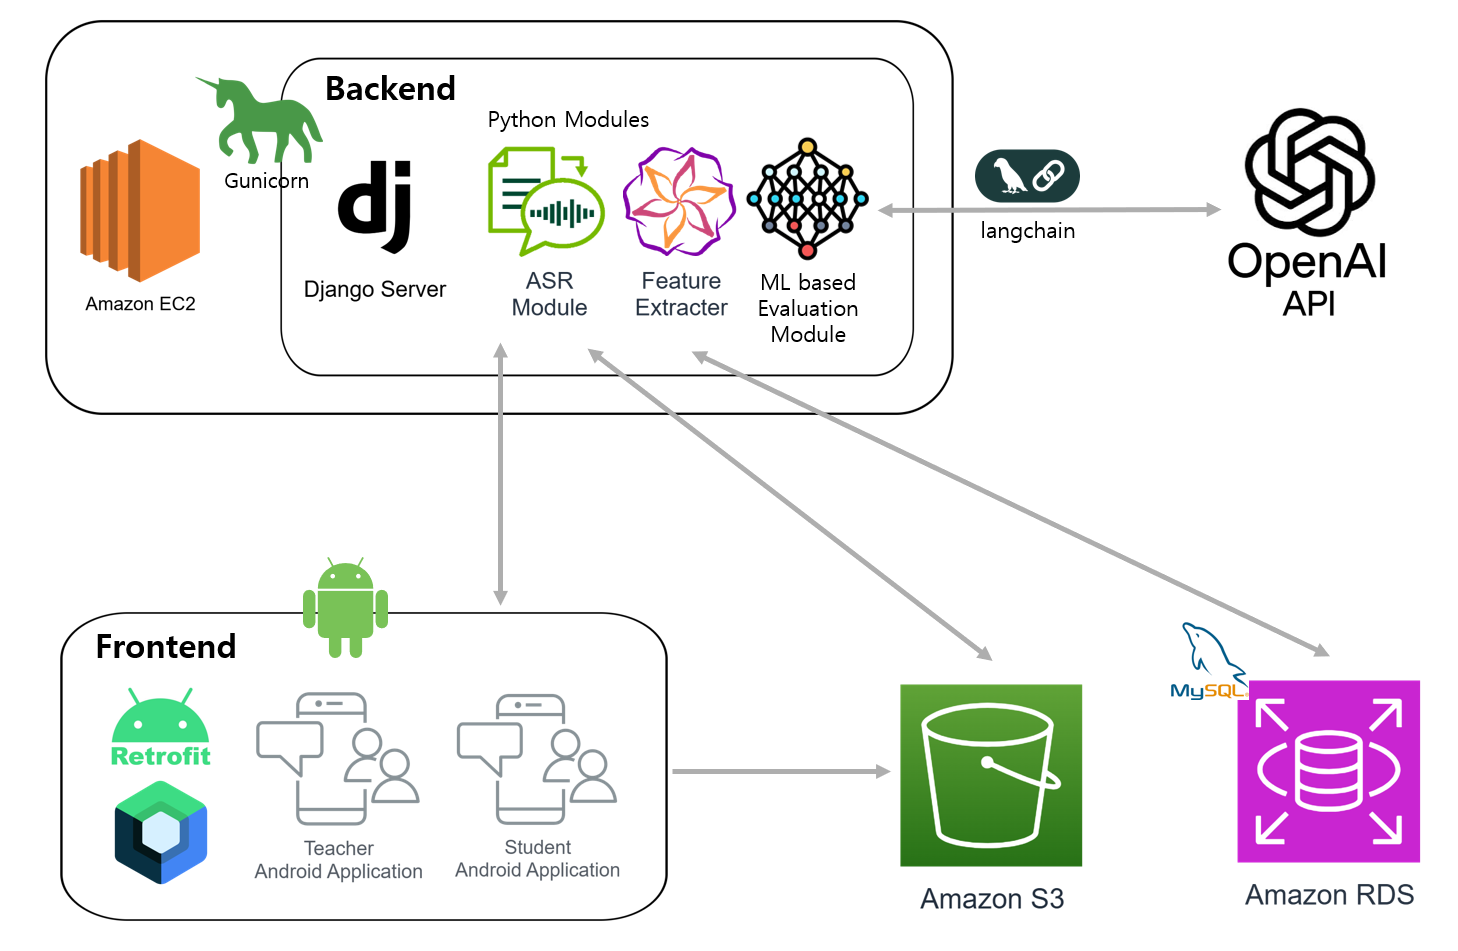 Backend
Python Modules
Gunicorn
dj
Amazon EC2
Django Server
ASR
Module
Feature
Extracter
ML based
Evaluation
Module
langchain
OpenAI
API
Frontend
Retrofit
Teacher
Android Application
Student
Android Application
MySQL
Amazon S3
Amazon RDS